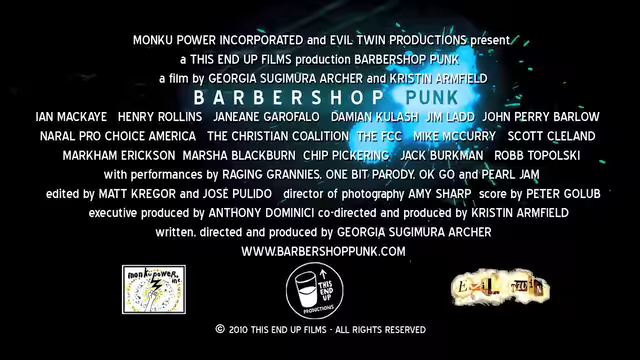 MONKU POWER INCORPORATED and EVIL TWIN PRODUCTIONS present
a THIS END UP FILMS production BARBERSHOP PUNK
a film by GEORGIA SUGIMURA ARCHER and KRISTIN ARMFIELD
BARBERSHOP PUNK
IAN MACKAYE HENRY ROLLINS JANEANE GAROFALO DAMIAN KULASH JIM LADD JOHN PERRY BARLOW
NARAL PRO CHOICE AMERICA THE CHRISTIAN COALITION THE FCC MIKE MCCURRY SCOTT CLELAND
MARKHAM ERICKSON MARSHA BLACKBURN CHIP PICKERING JACK BURKMAN ROBB TOPOLSKI
with performances by RAGING GRANNIES, ONE BIT PARODY, OK GO and PEARL JAM
edited by MATT KREGOR and JOSÉ PULIDO director of photography AMY SHARP score by PETER GOLUB
executive produced by ANTHONY DOMINICI co-directed and produced by KRISTIN ARMFIELD
written, directed and produced by GEORGIA SUGIMURA ARCHER
WWW.BARBERSHOPPUNK.COM
monkupower, inc.
THIS END UP
PRODUCTIONS
EVIL TWIN
© 2010 THIS END UP FILMS - ALL RIGHTS RESERVED